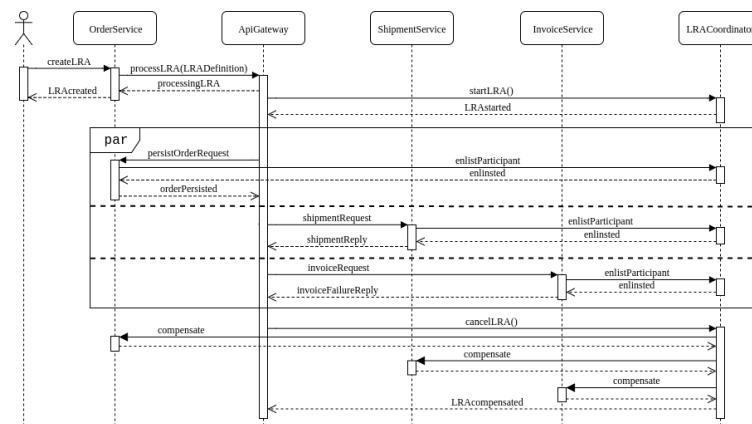 OrderService
ApiGateway
ShipmentService
InvoiceService
LRACoordinator
createLRA
processLRA(LRADefinition)
processingLRA
LRAcreated
startLRA()
LRAstarted
par
persistOrderRequest
enlistParticipant
enlinsted
orderPersisted
shipmentRequest
enlistParticipant
enlinsted
shipmentReply
invoiceRequest
enlistParticipant
enlinsted
invoiceFailureReply
cancelLRA()
compensate
compensate
compensate
LRAcompensated